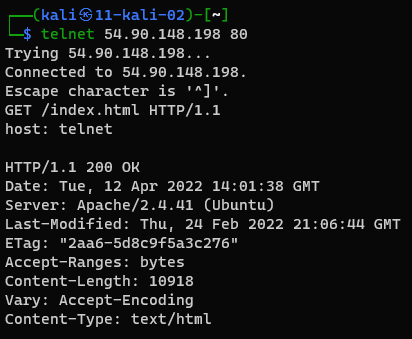 ┌──(kali㉿11-kali-02)-[~]
└─$ telnet 54.90.148.198 80
Trying 54.90.148.198...
Connected to 54.90.148.198.
Escape character is '^]'.
GET /index.html HTTP/1.1
host: telnet

HTTP/1.1 200 OK
Date: Tue, 12 Apr 2022 14:01:38 GMT
Server: Apache/2.4.41 (Ubuntu)
Last-Modified: Thu, 24 Feb 2022 21:06:44 GMT
ETag: "2aa6-5d8c9f5a3c276"
Accept-Ranges: bytes
Content-Length: 10918
Vary: Accept-Encoding
Content-Type: text/html